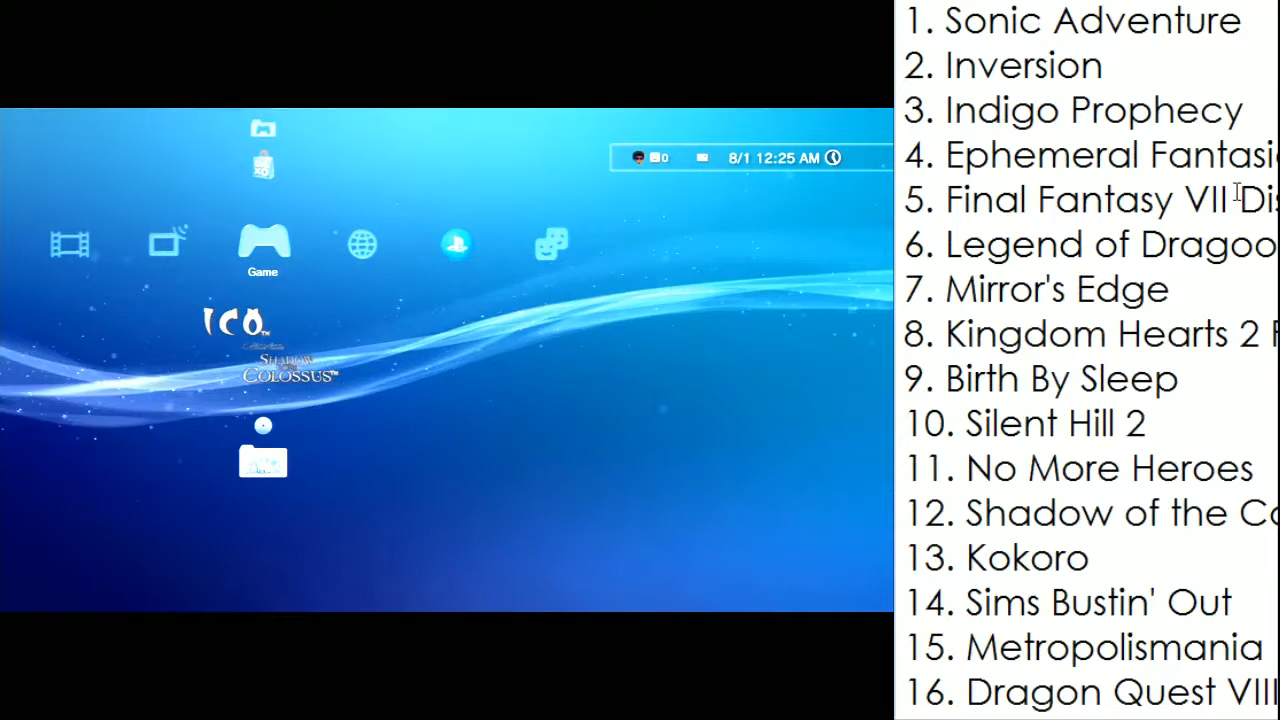 8/1 12:25 AM
Game
ICO
SHADOW
COLOSSUS™
1. Sonic Adventure
2. Inversion
3. Indigo Prophecy
4. Ephemeral Fantasi
5. Final Fantasy VII Dis
6. Legend of Dragoo
7. Mirror's Edge
8. Kingdom Hearts 2 F
9. Birth By Sleep
10. Silent Hill 2
11. No More Heroes
12. Shadow of the Co
13. Kokoro
14. Sims Bustin' Out
15. Metropolismania
16. Dragon Quest VIII